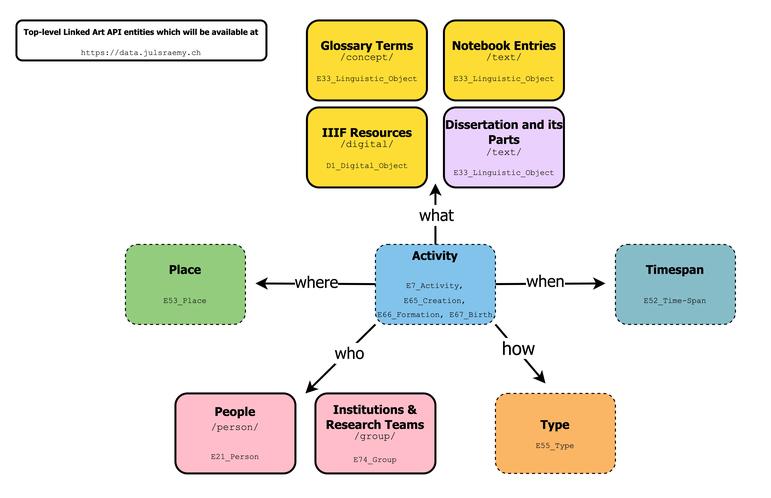 Top-level Linked Art API entities which will be available at
https://data.julsraemy.ch
Glossary Terms
/concept/
E33_Linguistic_Object
Notebook Entries
/text/
E33_Linguistic_Object
IIIF Resources
/digital/
D1_Digital_Object
Dissertation and its
Parts
/text/
E33_Linguistic_Object
what
Place
E53_Place
where
Activity
E7_Activity,
E65_Creation,
E66_Formation, E67_Birth
when
Timespan
E52_Time-Span
who
how
People
/person/
E21_Person
Institutions &
Research Teams
/group/
E74_Group
Type
E55_Type